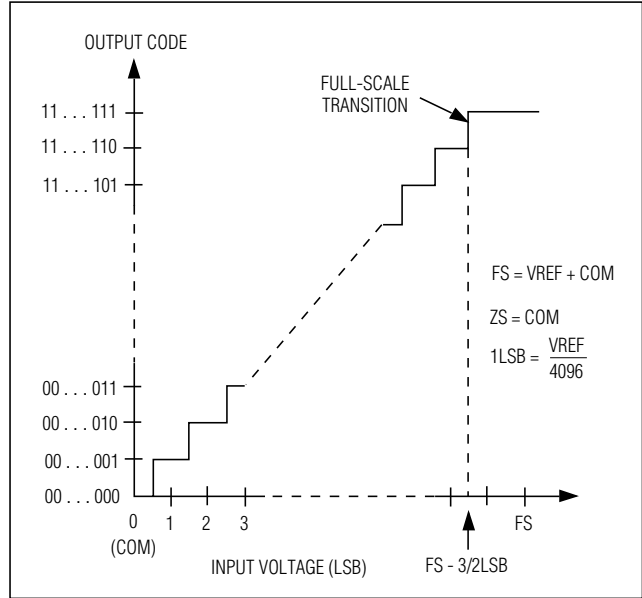 OUTPUT CODE
FULL-SCALE
TRANSITION
11 . . . 111
11 . . . 110
11 . . . 101
FS = VREF + COM
ZS = COM
1LSB = VREF
4096
00 . . . 011
00 . . . 010
00 . . . 001
00 . . . 000
0 1 2 3 FS
(COM)
INPUT VOLTAGE (LSB) FS - 3/2LSB